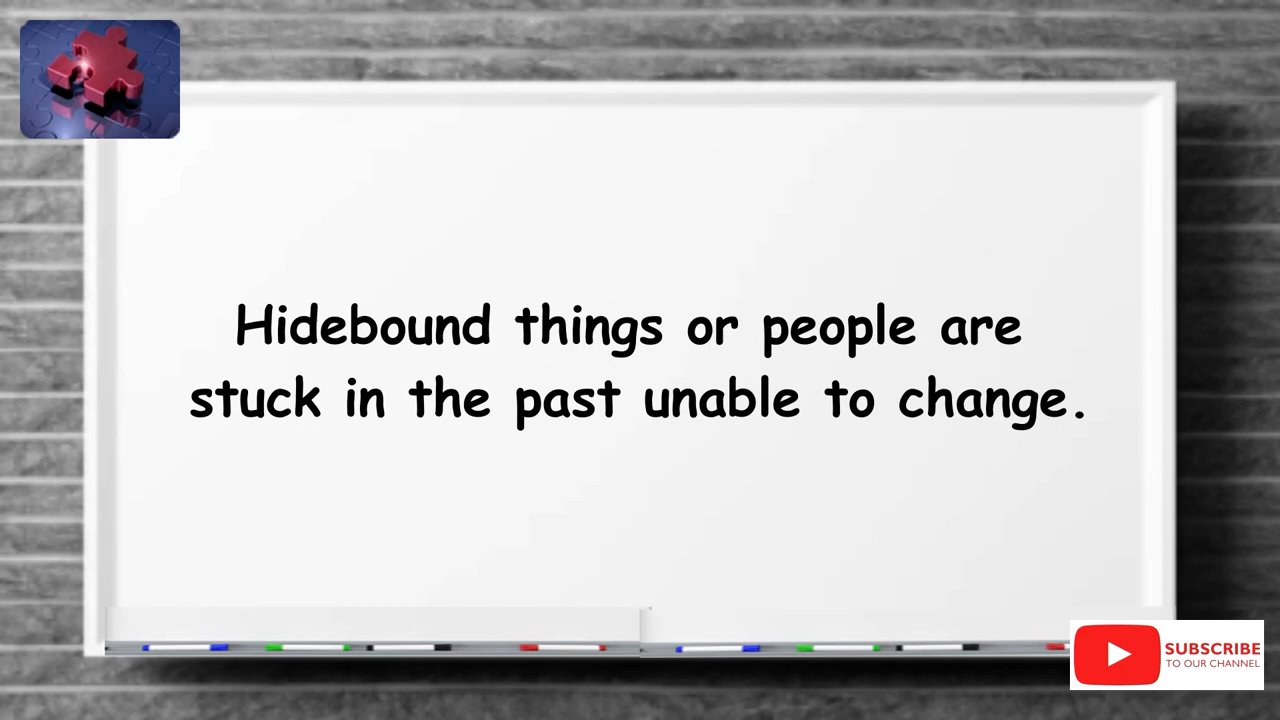 Hidebound things or people are
stuck in the past unable to change.
SUBSCRIBE
TO OUR CHANNEL